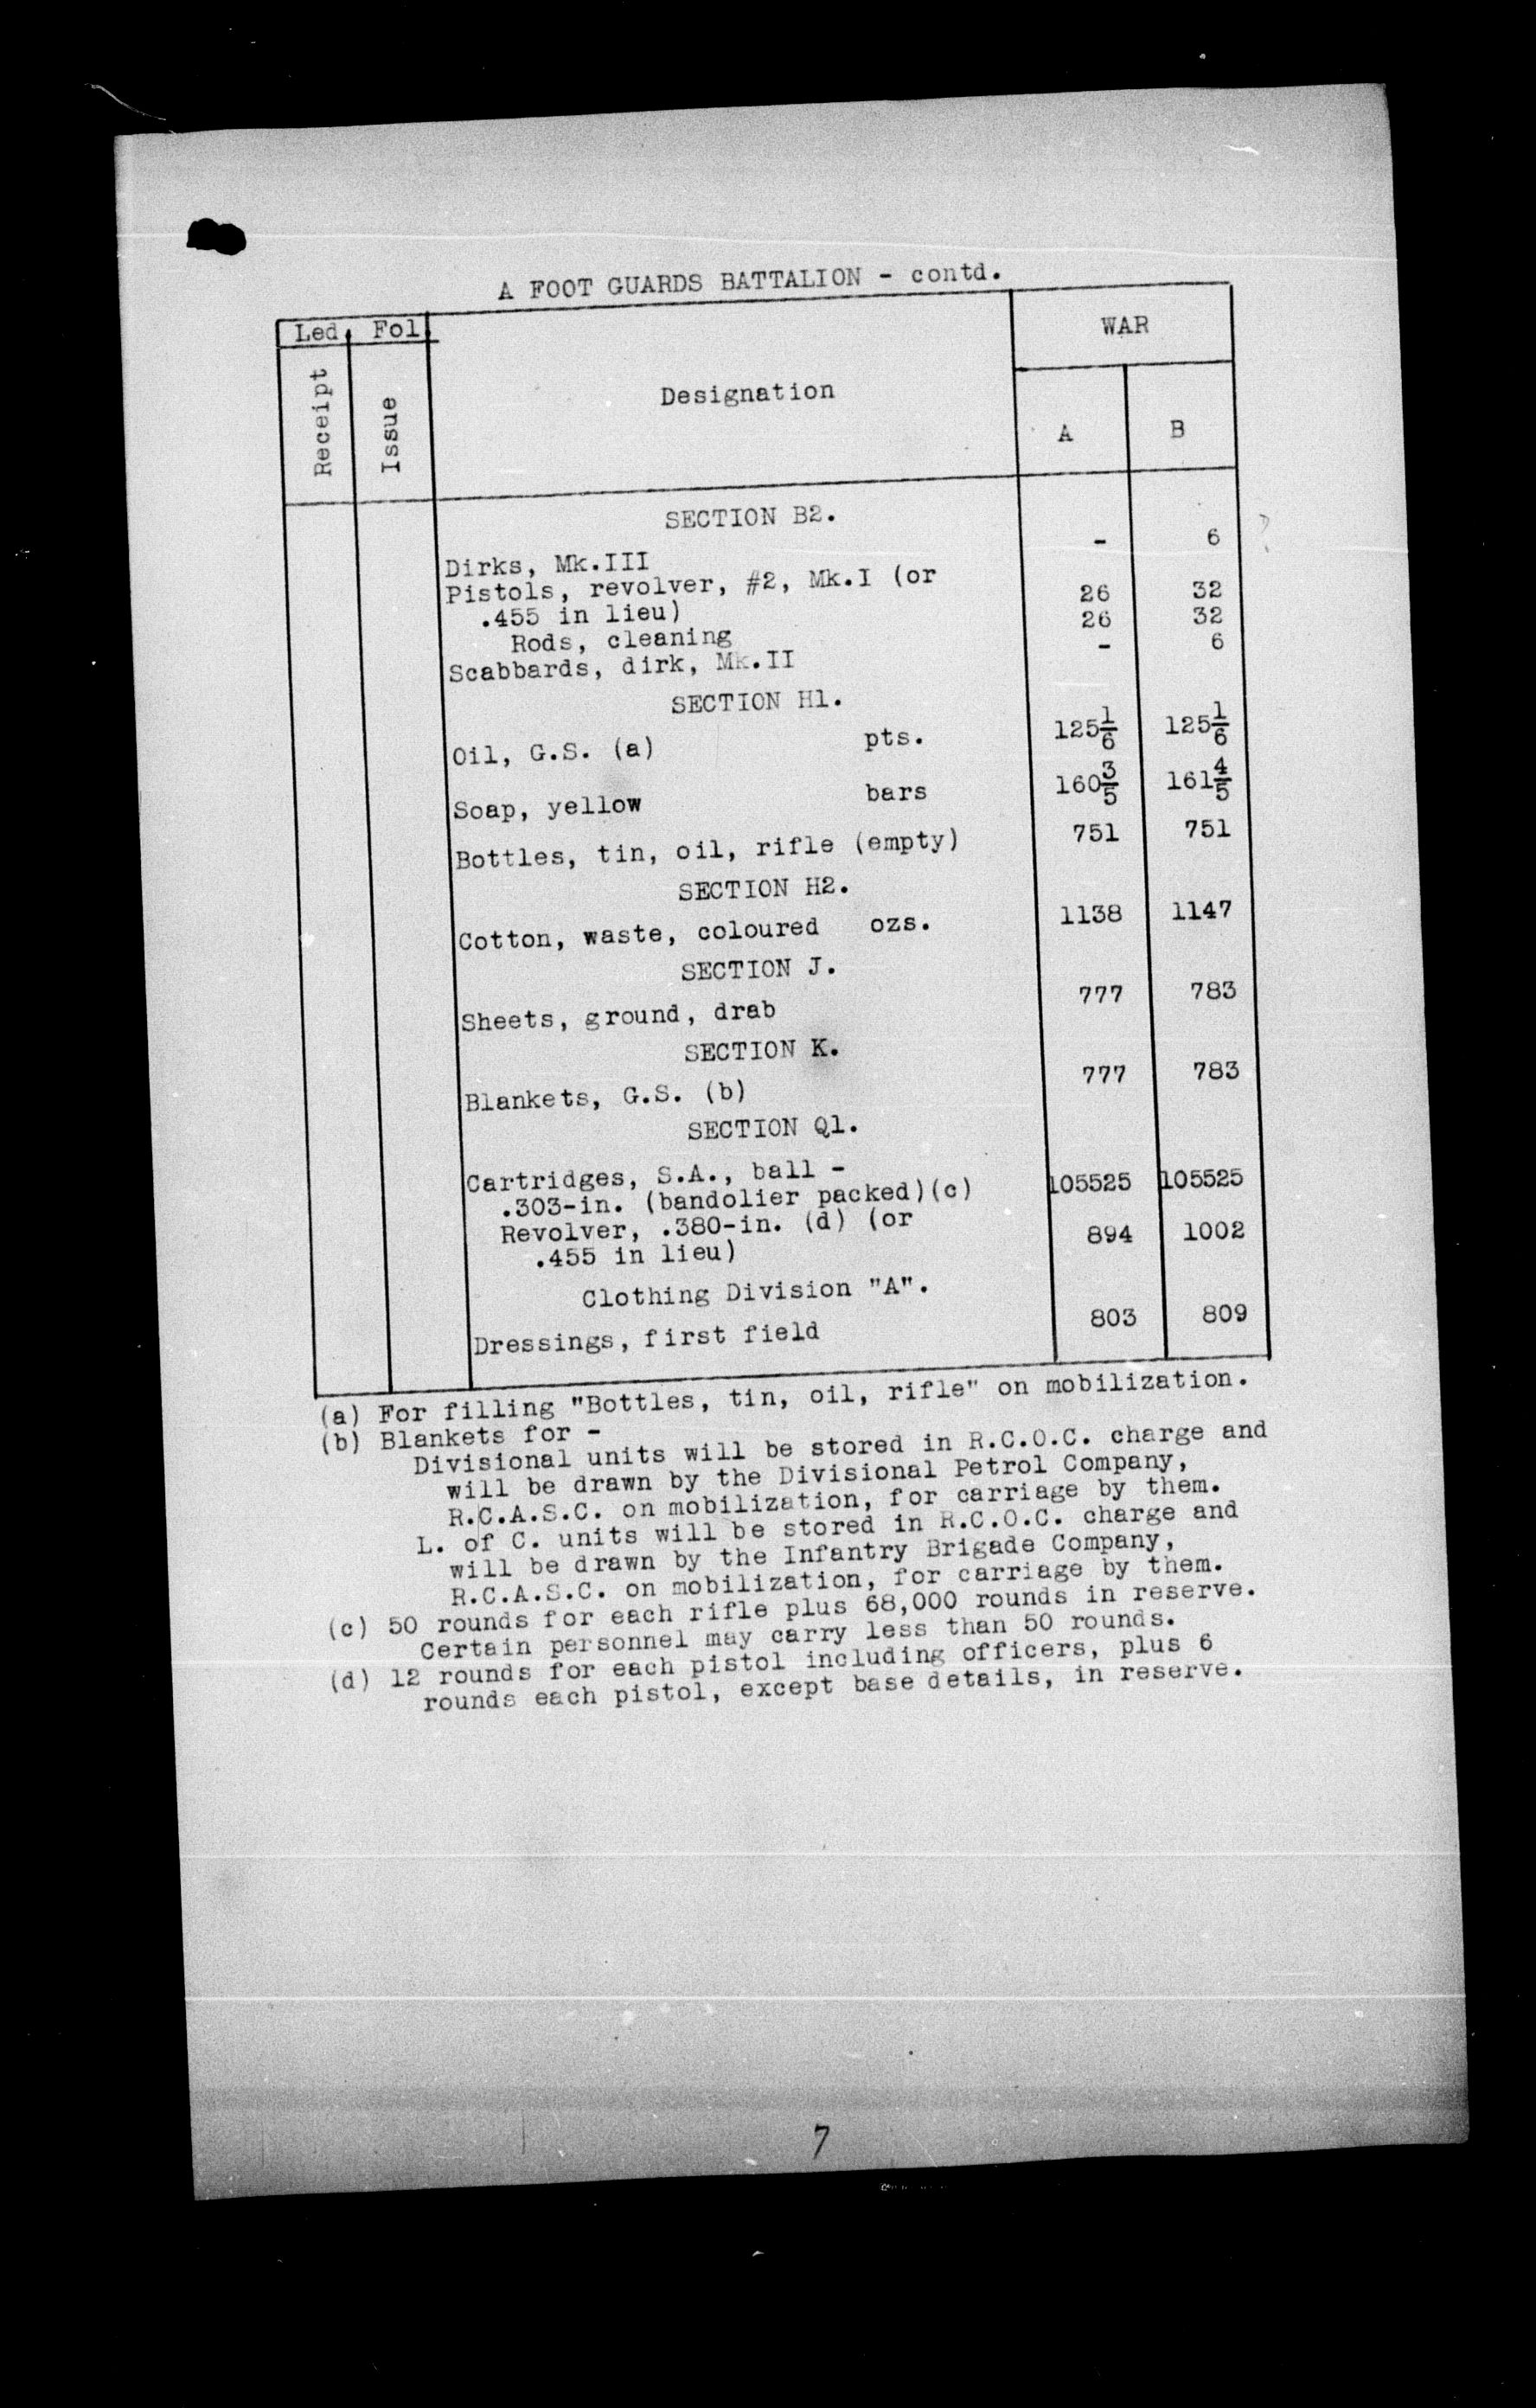 A FOOT GUARDS BATTALION - contd.
Led. Fol. WAR
Receipt Issue Designation A B
SECTION B2.
Dirks, Mk.III - 6
Pistols, revolver, #2, Mk.I (or
.455 in lieu) 26 32
Rods, cleaning 26 32
Scabbards, dirk, Mk.II - 6
SECTION H1.
Oil, G.S. (a) pts. 125 1/6 125 1/6
Soap, yellow bars 160 3/5 161 4/5
Bottles, tin, oil, rifle (empty) 751 751
SECTION H2.
Cotton, waste, coloured ozs. 1138 1147
SECTION J.
Sheets, ground, drab 777 783
SECTION K.
Blankets, G.S. (b) 777 783
SECTION Q1.
Cartridges, S.A., ball -
.303-in. (bandolier packed)(c) 105525 105525
Revolver, .380-in. (d) (or
.455 in lieu) 894 1002
Clothing Division "A".
Dressings, first field 803 809
(a) For filling "Bottles, tin, oil, rifle" on mobilization.
(b) Blankets for -
Divisional units will be stored in R.C.O.C. charge and
will be drawn by the Divisional Petrol Company,
R.C.A.S.C. on mobilization, for carriage by them.
L. of C. units will be stored in R.C.O.C. charge and
will be drawn by the Infantry Brigade Company,
R.C.A.S.C. on mobilization, for carriage by them.
(c) 50 rounds for each rifle plus 68,000 rounds in reserve.
Certain personnel may carry less than 50 rounds.
(d) 12 rounds for each pistol including officers, plus 6
rounds each pistol, except base details, in reserve.
7